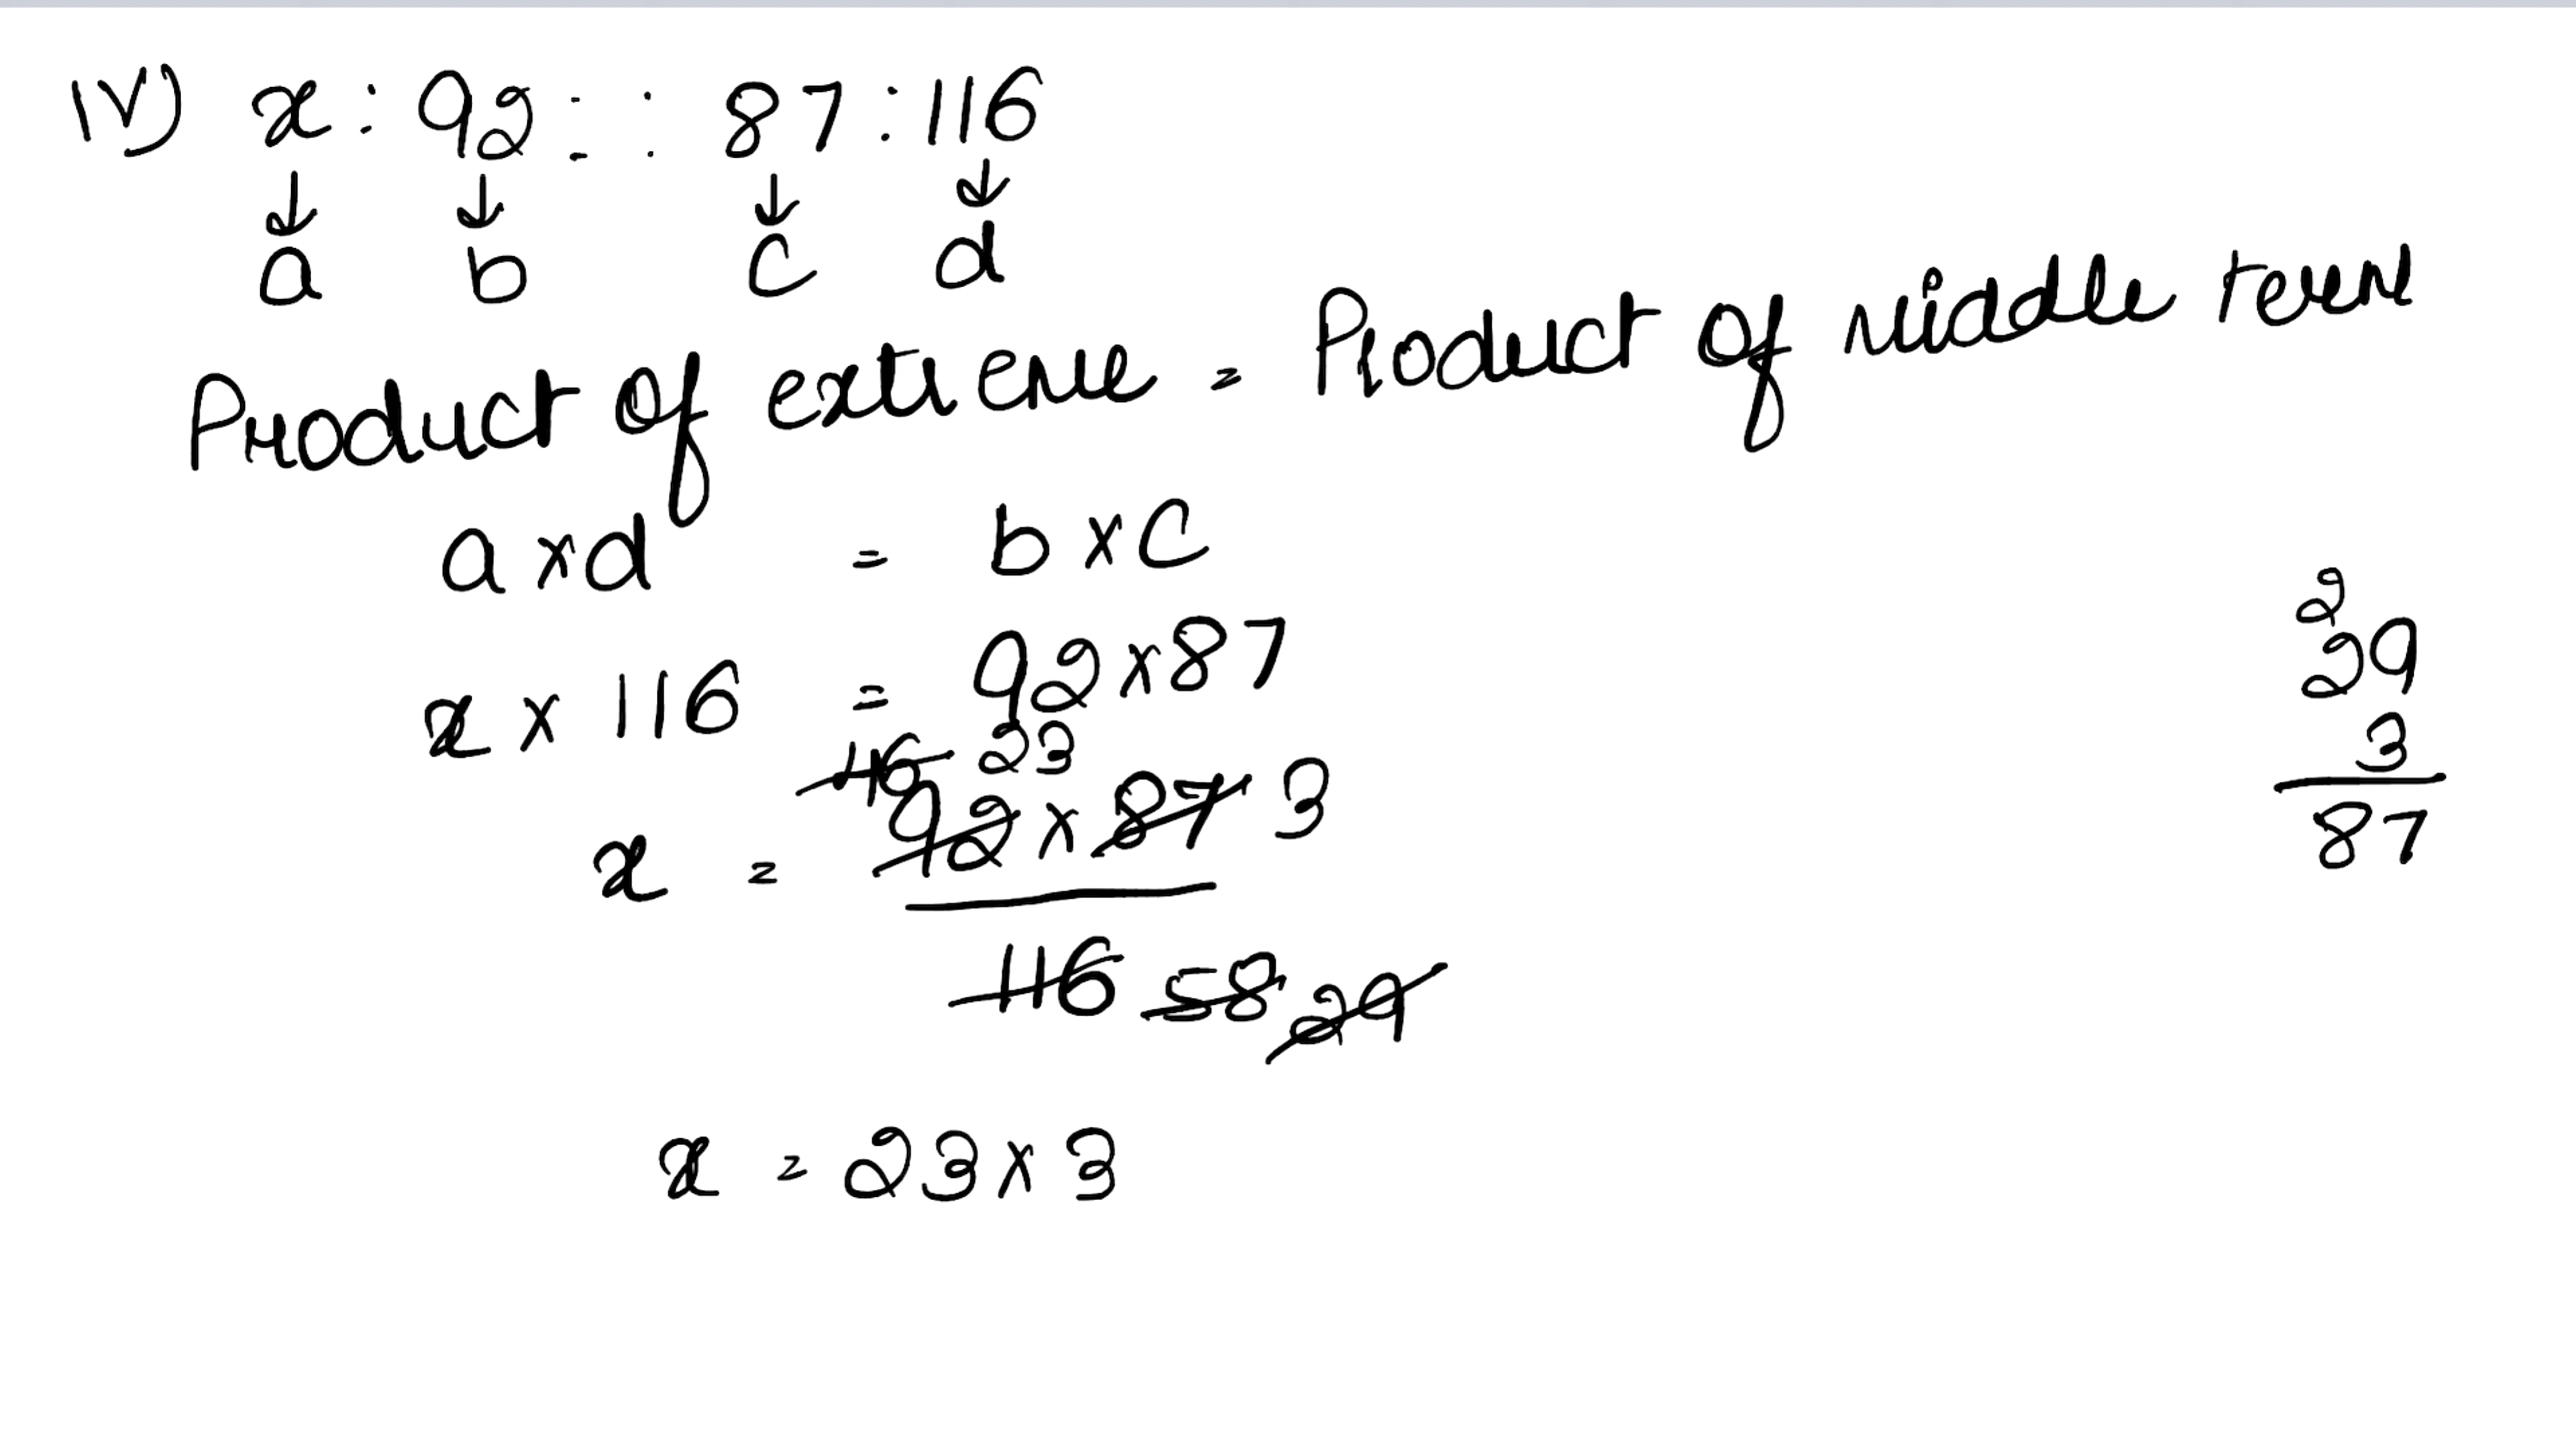 IV) x : 92 : : 87 : 116
↓ ↓ ↓ ↓
a b c d
Product of extreme = Product of middle term
a × d = b × c
x × 116 = 92 × 87
46 23
x = 92 × 87 3
116 58 29
x = 23 × 3
2
29
3
87